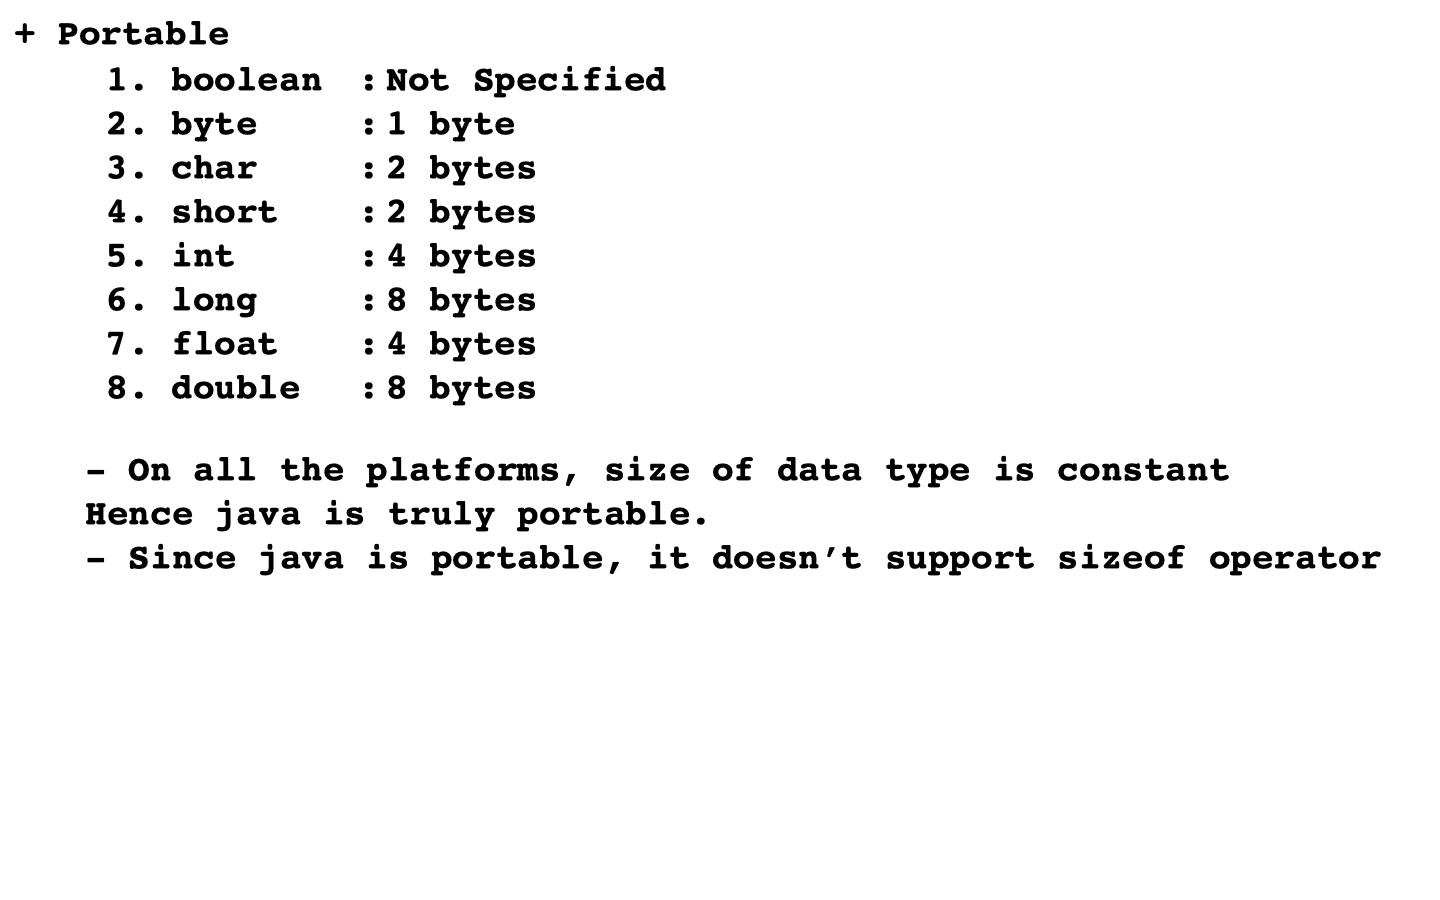 + Portable
1. boolean : Not Specified
2. byte : 1 byte
3. char : 2 bytes
4. short : 2 bytes
5. int : 4 bytes
6. long : 8 bytes
7. float : 4 bytes
8. double : 8 bytes
– On all the platforms, size of data type is constant
Hence java is truly portable.
– Since java is portable, it doesn’t support sizeof operator